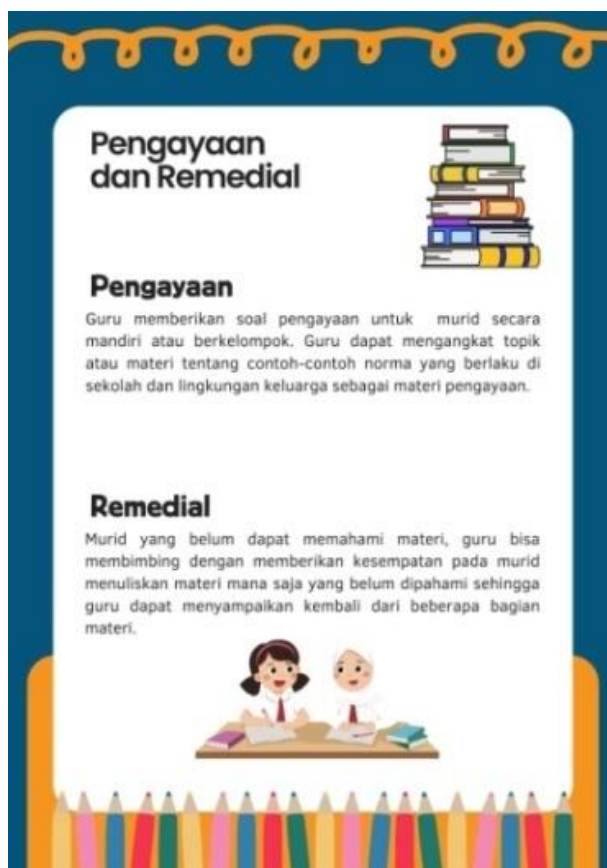 Pengayaan
dan Remedial
Pengayaan
Guru memberikan soal pengayaan untuk murid secara
mandiri atau berkelompok. Guru dapat mengangkat topik
atau materi tentang contoh-contoh norma yang berlaku di
sekolah dan lingkungan keluarga sebagai materi pengayaan.
Remedial
Murid yang belum dapat memahami materi, guru bisa
membimbing dengan memberikan kesempatan pada murid
menuliskan materi mana saja yang belum dipahami sehingga
guru dapat menyampaikan kembali dari beberapa bagian
materi.